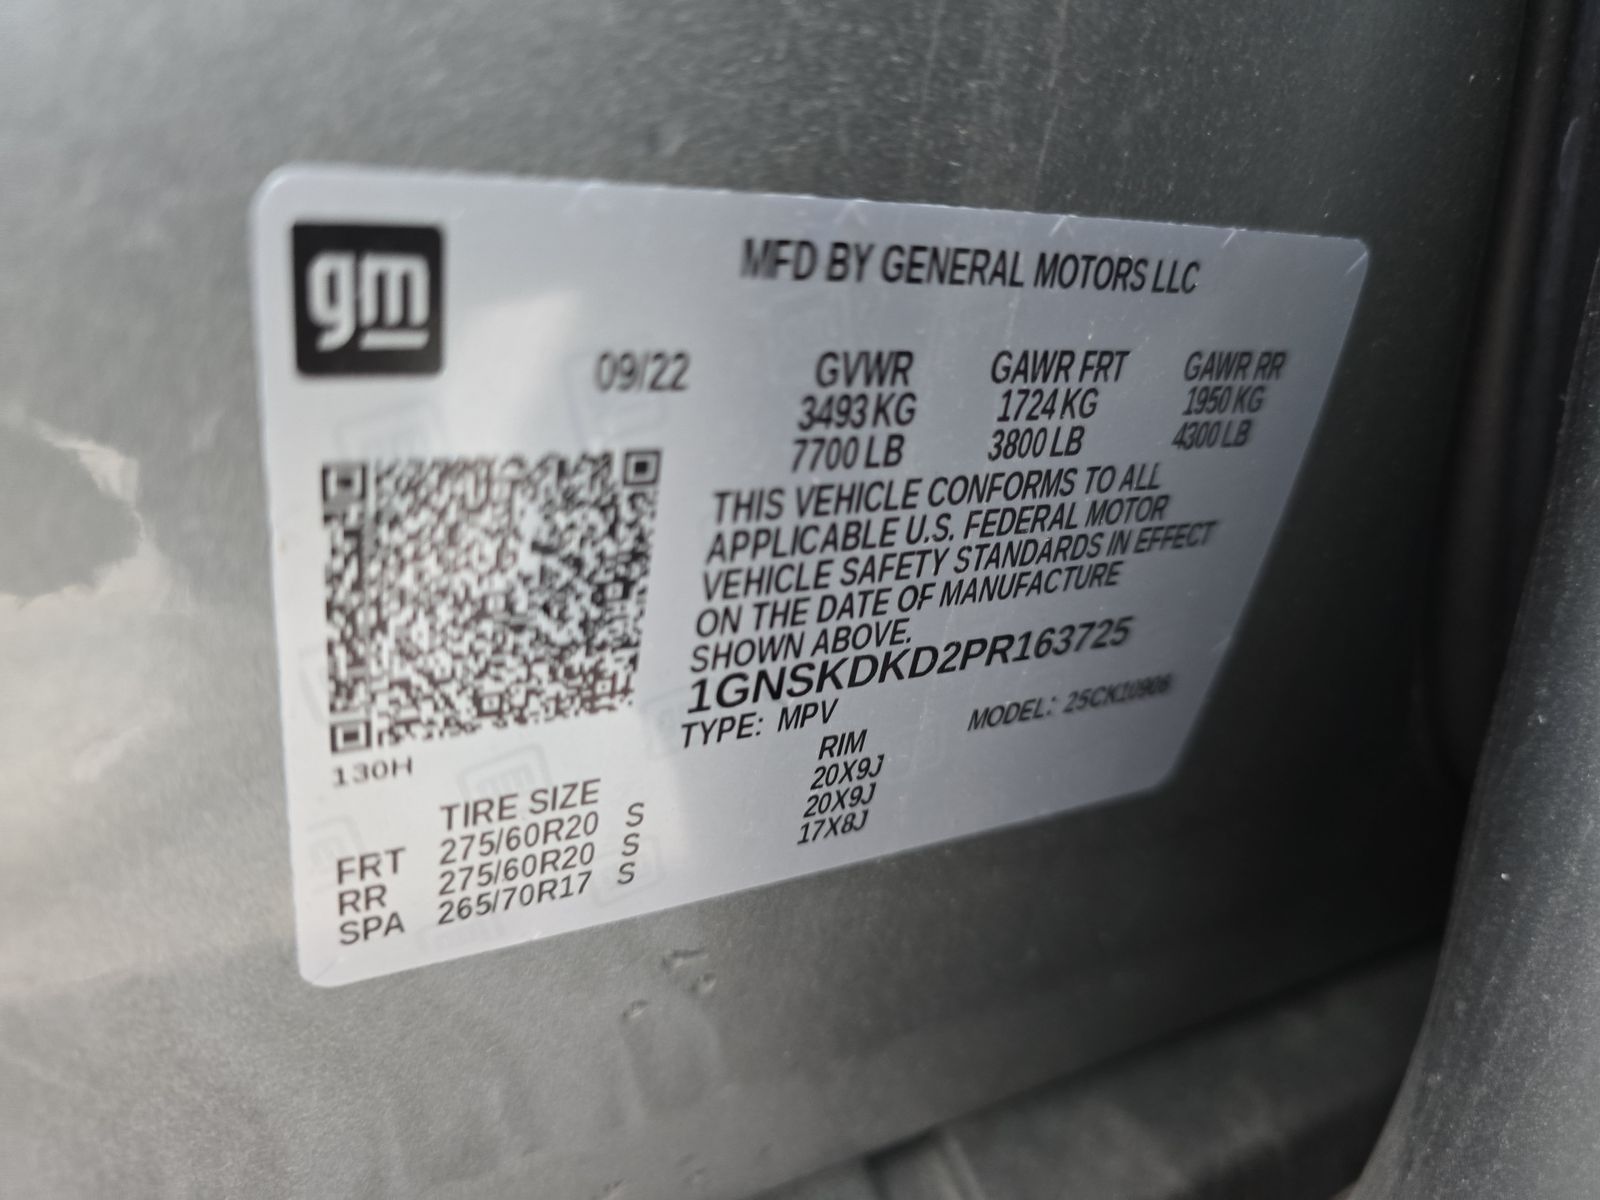 gm
MFD BY GENERAL MOTORS LLC
09/22 GVWR GAWR FRT GAWR RR
3493 KG 1724 KG 1950 KG
7700 LB 3800 LB 4300 LB
THIS VEHICLE CONFORMS TO ALL
APPLICABLE U.S. FEDERAL MOTOR
VEHICLE SAFETY STANDARDS IN EFFECT
ON THE DATE OF MANUFACTURE
SHOWN ABOVE.
1GNSKDKD2PR163725
TYPE: MPV MODEL: 25CK10906
130H
TIRE SIZE RIM
FRT 275/60R20 S 20X9J
RR 275/60R20 S 20X9J
SPA 265/70R17 S 17X8J